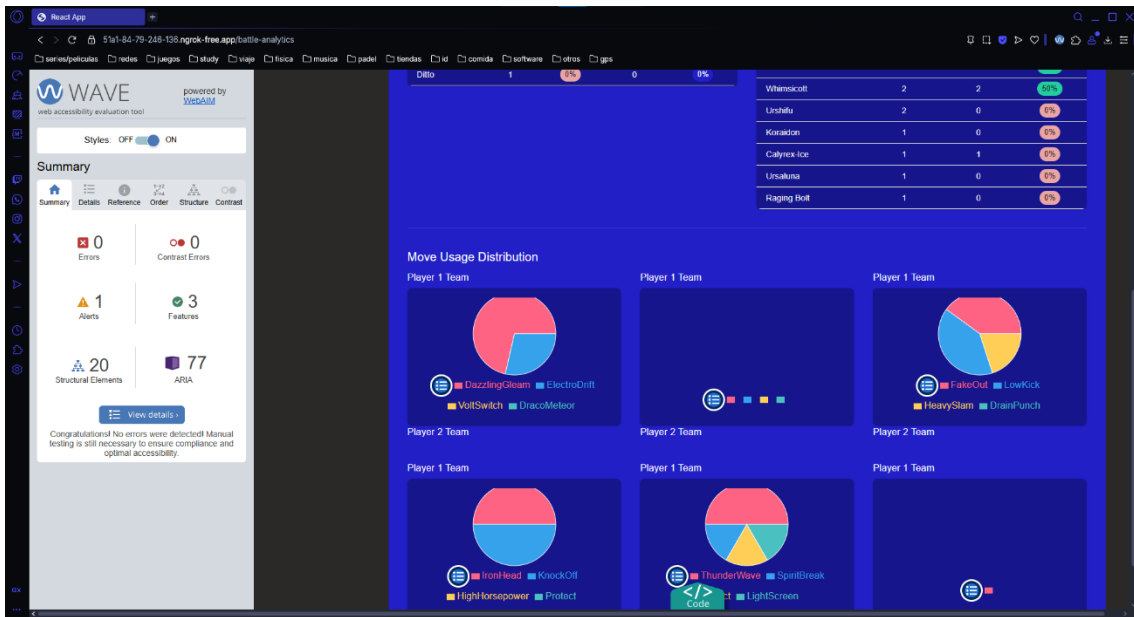 React App
51a1-84-79-246-136.ngrok-free.app/battle-analytics
series/peliculas redes juegos study viaje fisica musica padel tiendas id comida software otros gps
WAVE
web accessibility evaluation tool
powered by
WebAIM
Styles: OFF ON
Summary
Summary Details Reference Order Structure Contrast
0 Errors
0 Contrast Errors
1 Alerts
3 Features
20 Structural Elements
77 ARIA
View details ›
Congratulations! No errors were detected! Manual
testing is still necessary to ensure compliance and
optimal accessibility.
Ditto 1 0% 0 0%
Whimsicott 2 2 50%
Urshifu 2 0 0%
Koraidon 1 0 0%
Calyrex-Ice 1 1 0%
Ursaluna 1 1 0%
Raging Bolt 1 0 0%
Move Usage Distribution
Player 1 Team Player 1 Team Player 1 Team
DazzlingGleam ElectroDrift
VoltSwitch DracoMeteor
FakeOut LowKick
HeavySlam DrainPunch
Player 2 Team Player 2 Team Player 2 Team
Player 1 Team Player 1 Team Player 1 Team
IronHead KnockOff
HighHorsepower Protect
ThunderWave SpiritBreak
ct LightScreen
</>
Code